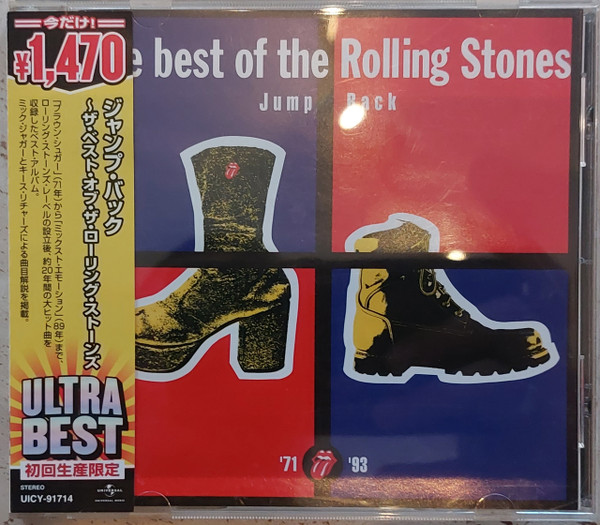 今だけ!
¥1,470
ジャンプ・バック
〜ザ・ベスト・オブ・ザ・ローリング・ストーンズ
「ブラウン・シュガー」(71年)から「ミックスト・エモーション」(89年)まで、
ローリング・ストーンズ・レーベルの設立後、約20年間の大ヒット曲を
収録したベスト・アルバム。
ミック・ジャガーとキース・リチャーズによる曲目解説を掲載。
ULTRA
BEST
初回生産限定
STEREO
UICY-91714
UNIVERSAL
UNIVERSAL MUSIC
e best of the Rolling Stones
Jump Back
'71 '93